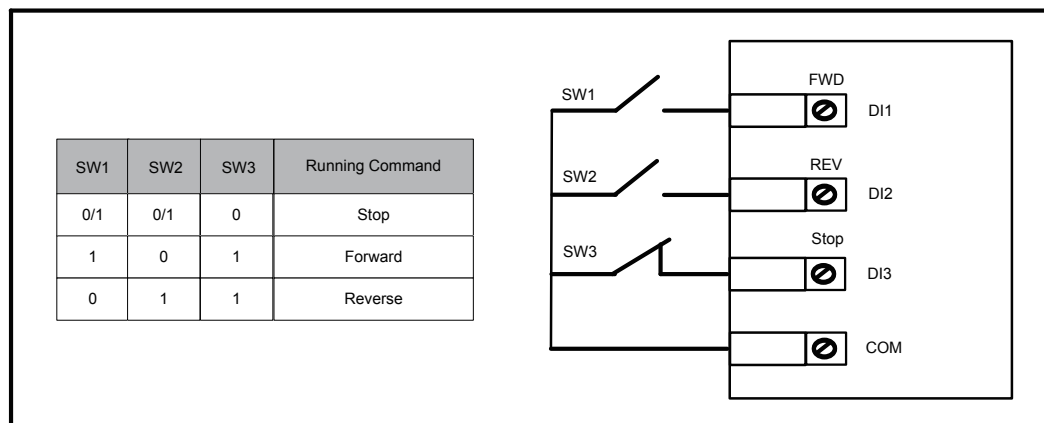 SW1 SW2 SW3 Running Command
0/1 0/1 0 Stop
1 0 1 Forward
0 1 1 Reverse
SW1
SW2
SW3
FWD
DI1
REV
DI2
Stop
DI3
COM